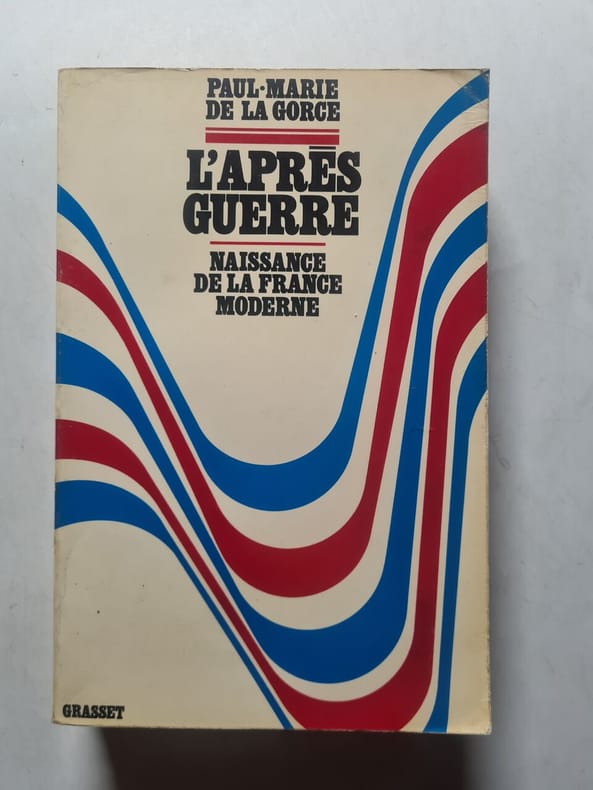 PAUL-MARIE
DE LA GORCE
L'APRÈS
GUERRE
NAISSANCE
DE LA FRANCE
MODERNE
GRASSET